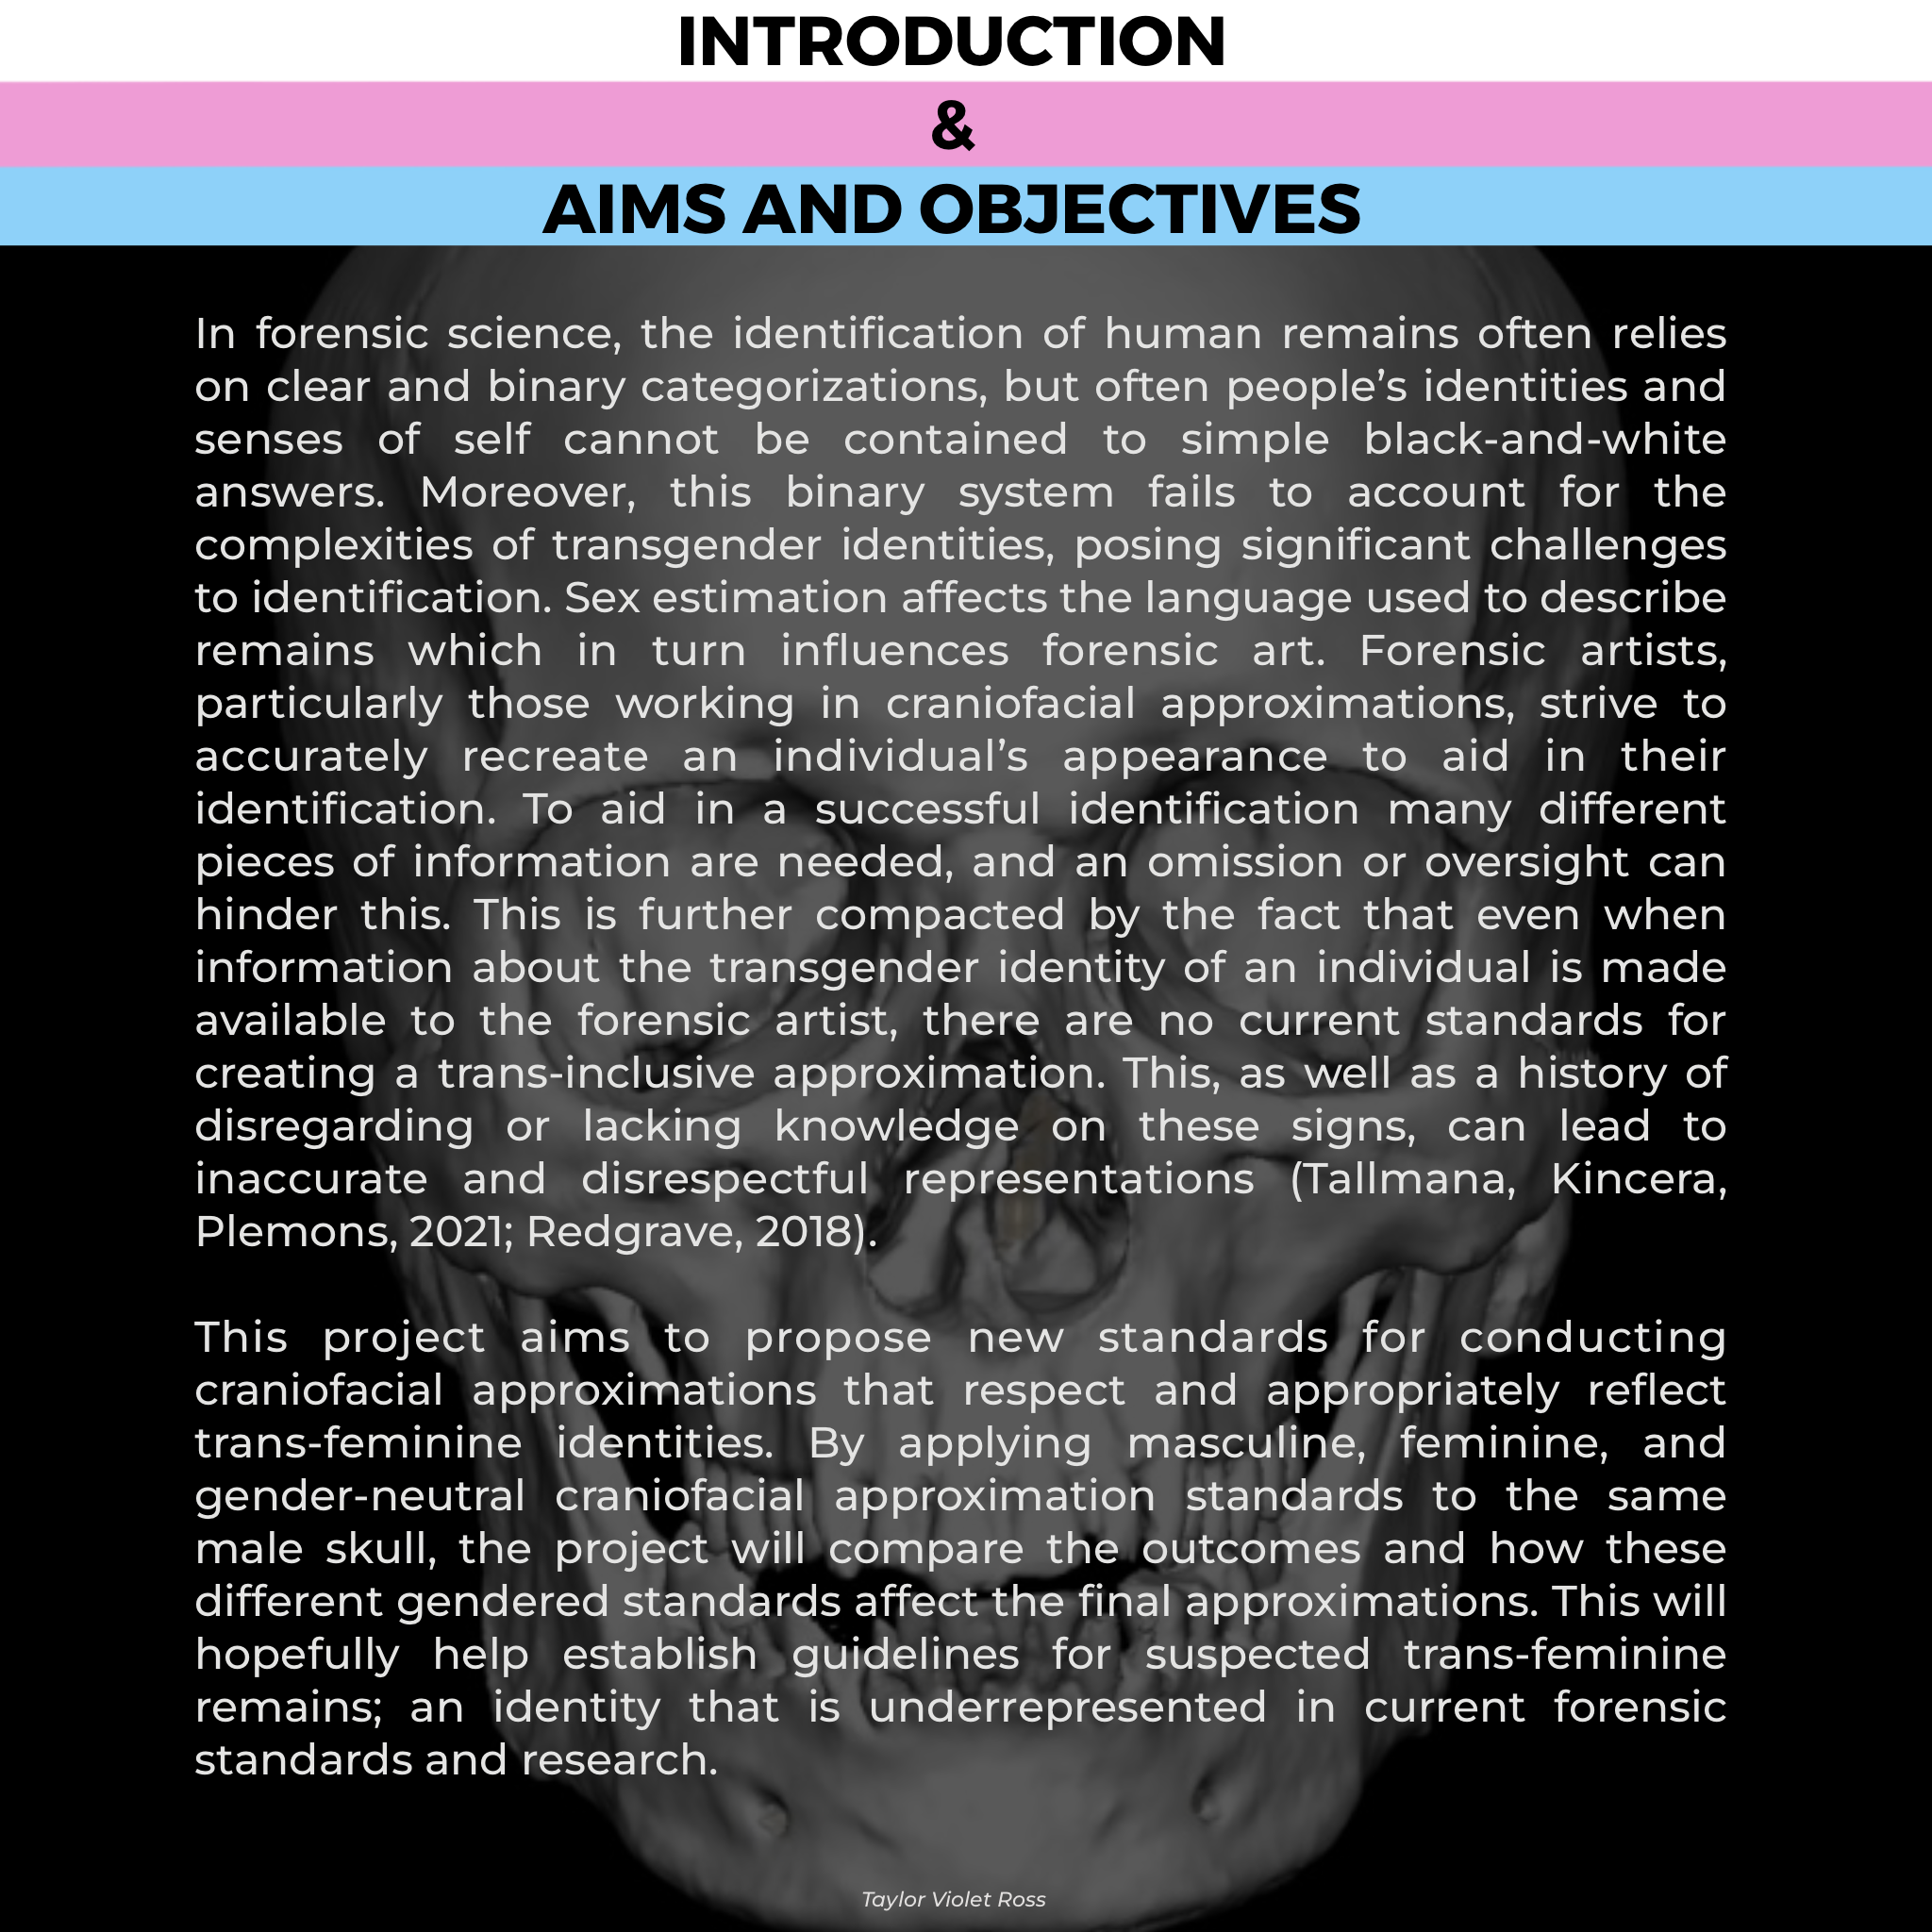 INTRODUCTION
&
AIMS AND OBJECTIVES
In forensic science, the identification of human remains often relies
on clear and binary categorizations, but often people’s identities and
senses of self cannot be contained to simple black-and-white
answers. Moreover, this binary system fails to account for the
complexities of transgender identities, posing significant challenges
to identification. Sex estimation affects the language used to describe
remains which in turn influences forensic art. Forensic artists,
particularly those working in craniofacial approximations, strive to
accurately recreate an individual’s appearance to aid in their
identification. To aid in a successful identification many different
pieces of information are needed, and an omission or oversight can
hinder this. This is further compacted by the fact that even when
information about the transgender identity of an individual is made
available to the forensic artist, there are no current standards for
creating a trans-inclusive approximation. This, as well as a history of
disregarding or lacking knowledge on these signs, can lead to
inaccurate and disrespectful representations (Tallmana, Kincera,
Plemons, 2021; Redgrave, 2018).
This project aims to propose new standards for conducting
craniofacial approximations that respect and appropriately reflect
trans-feminine identities. By applying masculine, feminine, and
gender-neutral craniofacial approximation standards to the same
male skull, the project will compare the outcomes and how these
different gendered standards affect the final approximations. This will
hopefully help establish guidelines for suspected trans-feminine
remains; an identity that is underrepresented in current forensic
standards and research.
Taylor Violet Ross